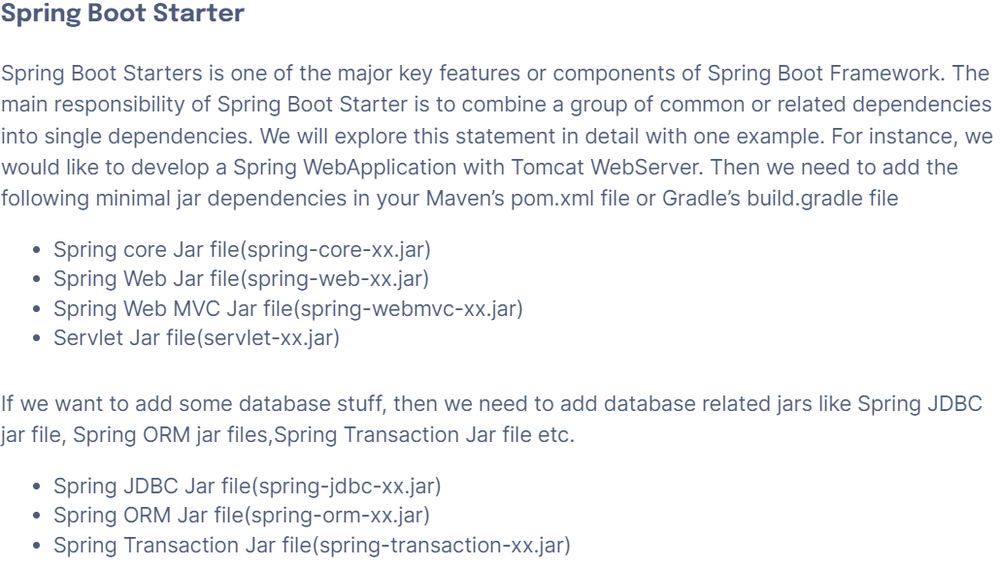 Spring Boot Starter
Spring Boot Starters is one of the major key features or components of Spring Boot Framework. The
main responsibility of Spring Boot Starter is to combine a group of common or related dependencies
into single dependencies. We will explore this statement in detail with one example. For instance, we
would like to develop a Spring WebApplication with Tomcat WebServer. Then we need to add the
following minimal jar dependencies in your Maven’s pom.xml file or Gradle’s build.gradle file
• Spring core Jar file(spring-core-xx.jar)
• Spring Web Jar file(spring-web-xx.jar)
• Spring Web MVC Jar file(spring-webmvc-xx.jar)
• Servlet Jar file(servlet-xx.jar)
If we want to add some database stuff, then we need to add database related jars like Spring JDBC
jar file, Spring ORM jar files,Spring Transaction Jar file etc.
• Spring JDBC Jar file(spring-jdbc-xx.jar)
• Spring ORM Jar file(spring-orm-xx.jar)
• Spring Transaction Jar file(spring-transaction-xx.jar)